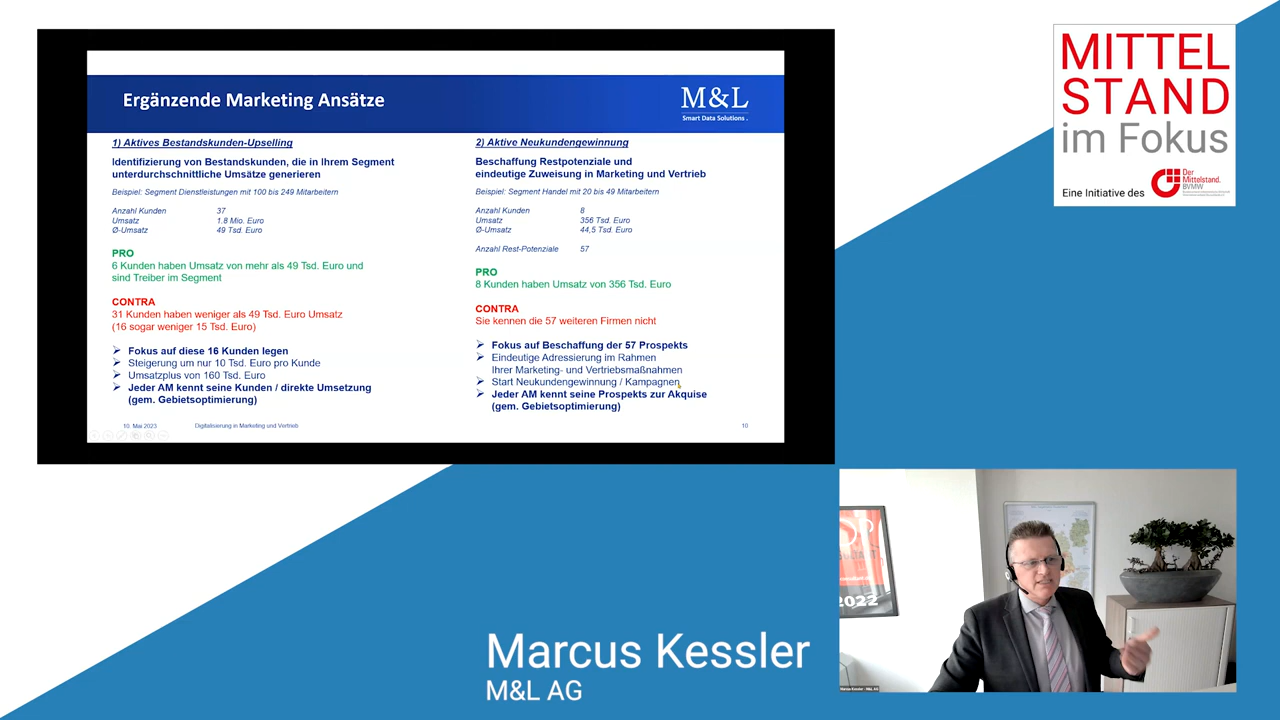 Ergänzende Marketing Ansätze
M&L
Smart Data Solutions .
1) Aktives Bestandskunden-Upselling
Identifizierung von Bestandskunden, die in Ihrem Segment
unterdurchschnittliche Umsätze generieren
Beispiel: Segment Dienstleistungen mit 100 bis 249 Mitarbeitern
Anzahl Kunden 37
Umsatz 1.8 Mio. Euro
Ø-Umsatz 49 Tsd. Euro
PRO
6 Kunden haben Umsatz von mehr als 49 Tsd. Euro und
sind Treiber im Segment
CONTRA
31 Kunden haben weniger als 49 Tsd. Euro Umsatz
(16 sogar weniger 15 Tsd. Euro)
Fokus auf diese 16 Kunden legen
Steigerung um nur 10 Tsd. Euro pro Kunde
Umsatzplus von 160 Tsd. Euro
Jeder AM kennt seine Kunden / direkte Umsetzung
(gem. Gebietsoptimierung)
2) Aktive Neukundengewinnung
Beschaffung Restpotenziale und
eindeutige Zuweisung in Marketing und Vertrieb
Beispiel: Segment Handel mit 20 bis 49 Mitarbeitern
Anzahl Kunden 8
Umsatz 356 Tsd. Euro
Ø-Umsatz 44,5 Tsd. Euro
Anzahl Rest-Potenziale 57
PRO
8 Kunden haben Umsatz von 356 Tsd. Euro
CONTRA
Sie kennen die 57 weiteren Firmen nicht
Fokus auf Beschaffung der 57 Prospekts
Eindeutige Adressierung im Rahmen
Ihrer Marketing- und Vertriebsmaßnahmen
Start Neukundengewinnung / Kampagnen
Jeder AM kennt seine Prospekts zur Akquise
(gem. Gebietsoptimierung)
10. Mai 2023 Digitalisierung in Marketing und Vertrieb 10
MITTEL
STAND
im Fokus
Eine Initiative des
Der
Mittelstand.
BVMW
2022
Marcus Kessler - M&L AG
Marcus Kessler
M&L AG